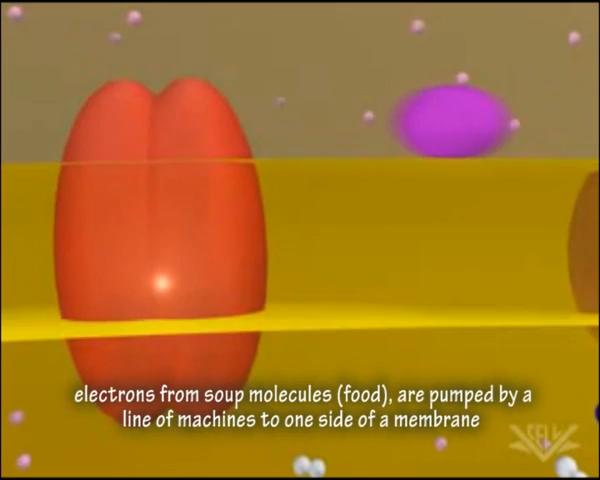 electrons from soup molecules (food), are pumped by a
line of machines to one side of a membrane